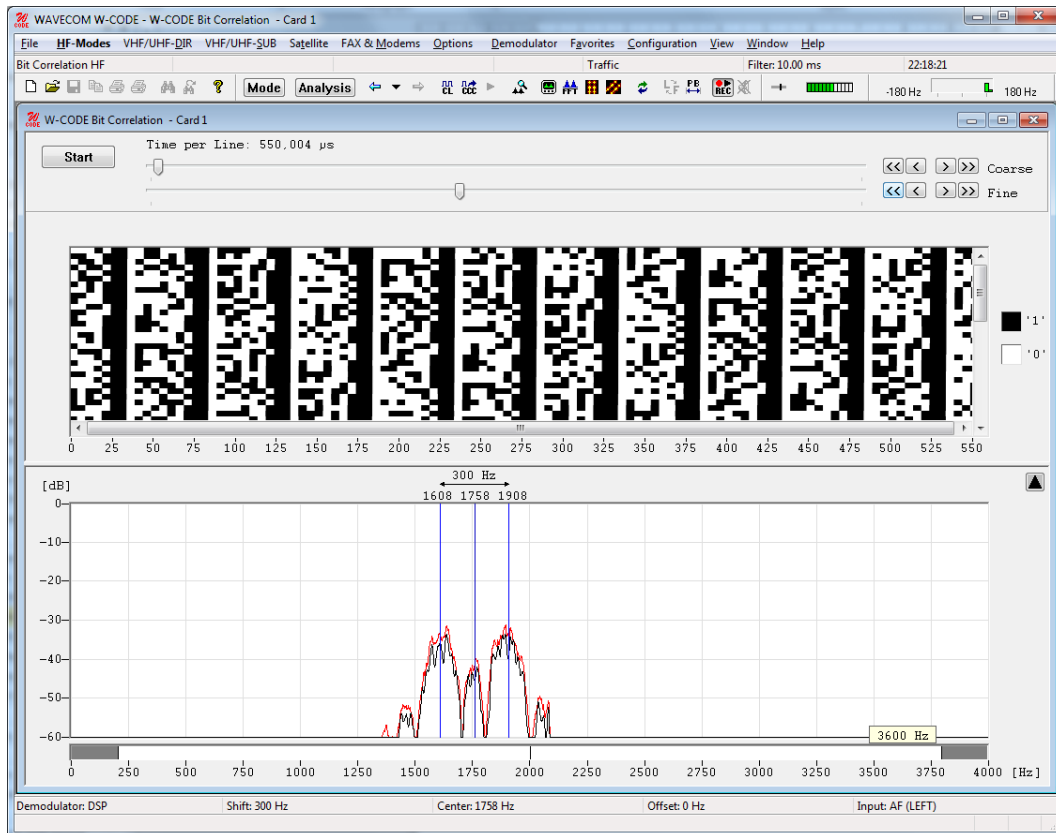 W CODE WAVECOM W-CODE - W-CODE Bit Correlation - Card 1
File HF-Modes VHF/UHF-DIR VHF/UHF-SUB Satellite FAX & Modems Options Demodulator Favorites Configuration View Window Help
Bit Correlation HF Traffic Filter: 10.00 ms 22:18:21
? Mode Analysis CL CCC REC -180 Hz 180 Hz
W CODE W-CODE Bit Correlation - Card 1
Time per Line: 550,004 µs
Start
<< < > >> Coarse
<< < > >> Fine
'1'
'0'
0 25 50 75 100 125 150 175 200 225 250 275 300 325 350 375 400 425 450 475 500 525 550
300 Hz
[dB]
1608 1758 1908
0
-10
-20
-30
-40
-50
-60
3600 Hz
0 250 500 750 1000 1250 1500 1750 2000 2250 2500 2750 3000 3250 3500 3750 4000 [Hz]
Demodulator: DSP Shift: 300 Hz Center: 1758 Hz Offset: 0 Hz Input: AF (LEFT)